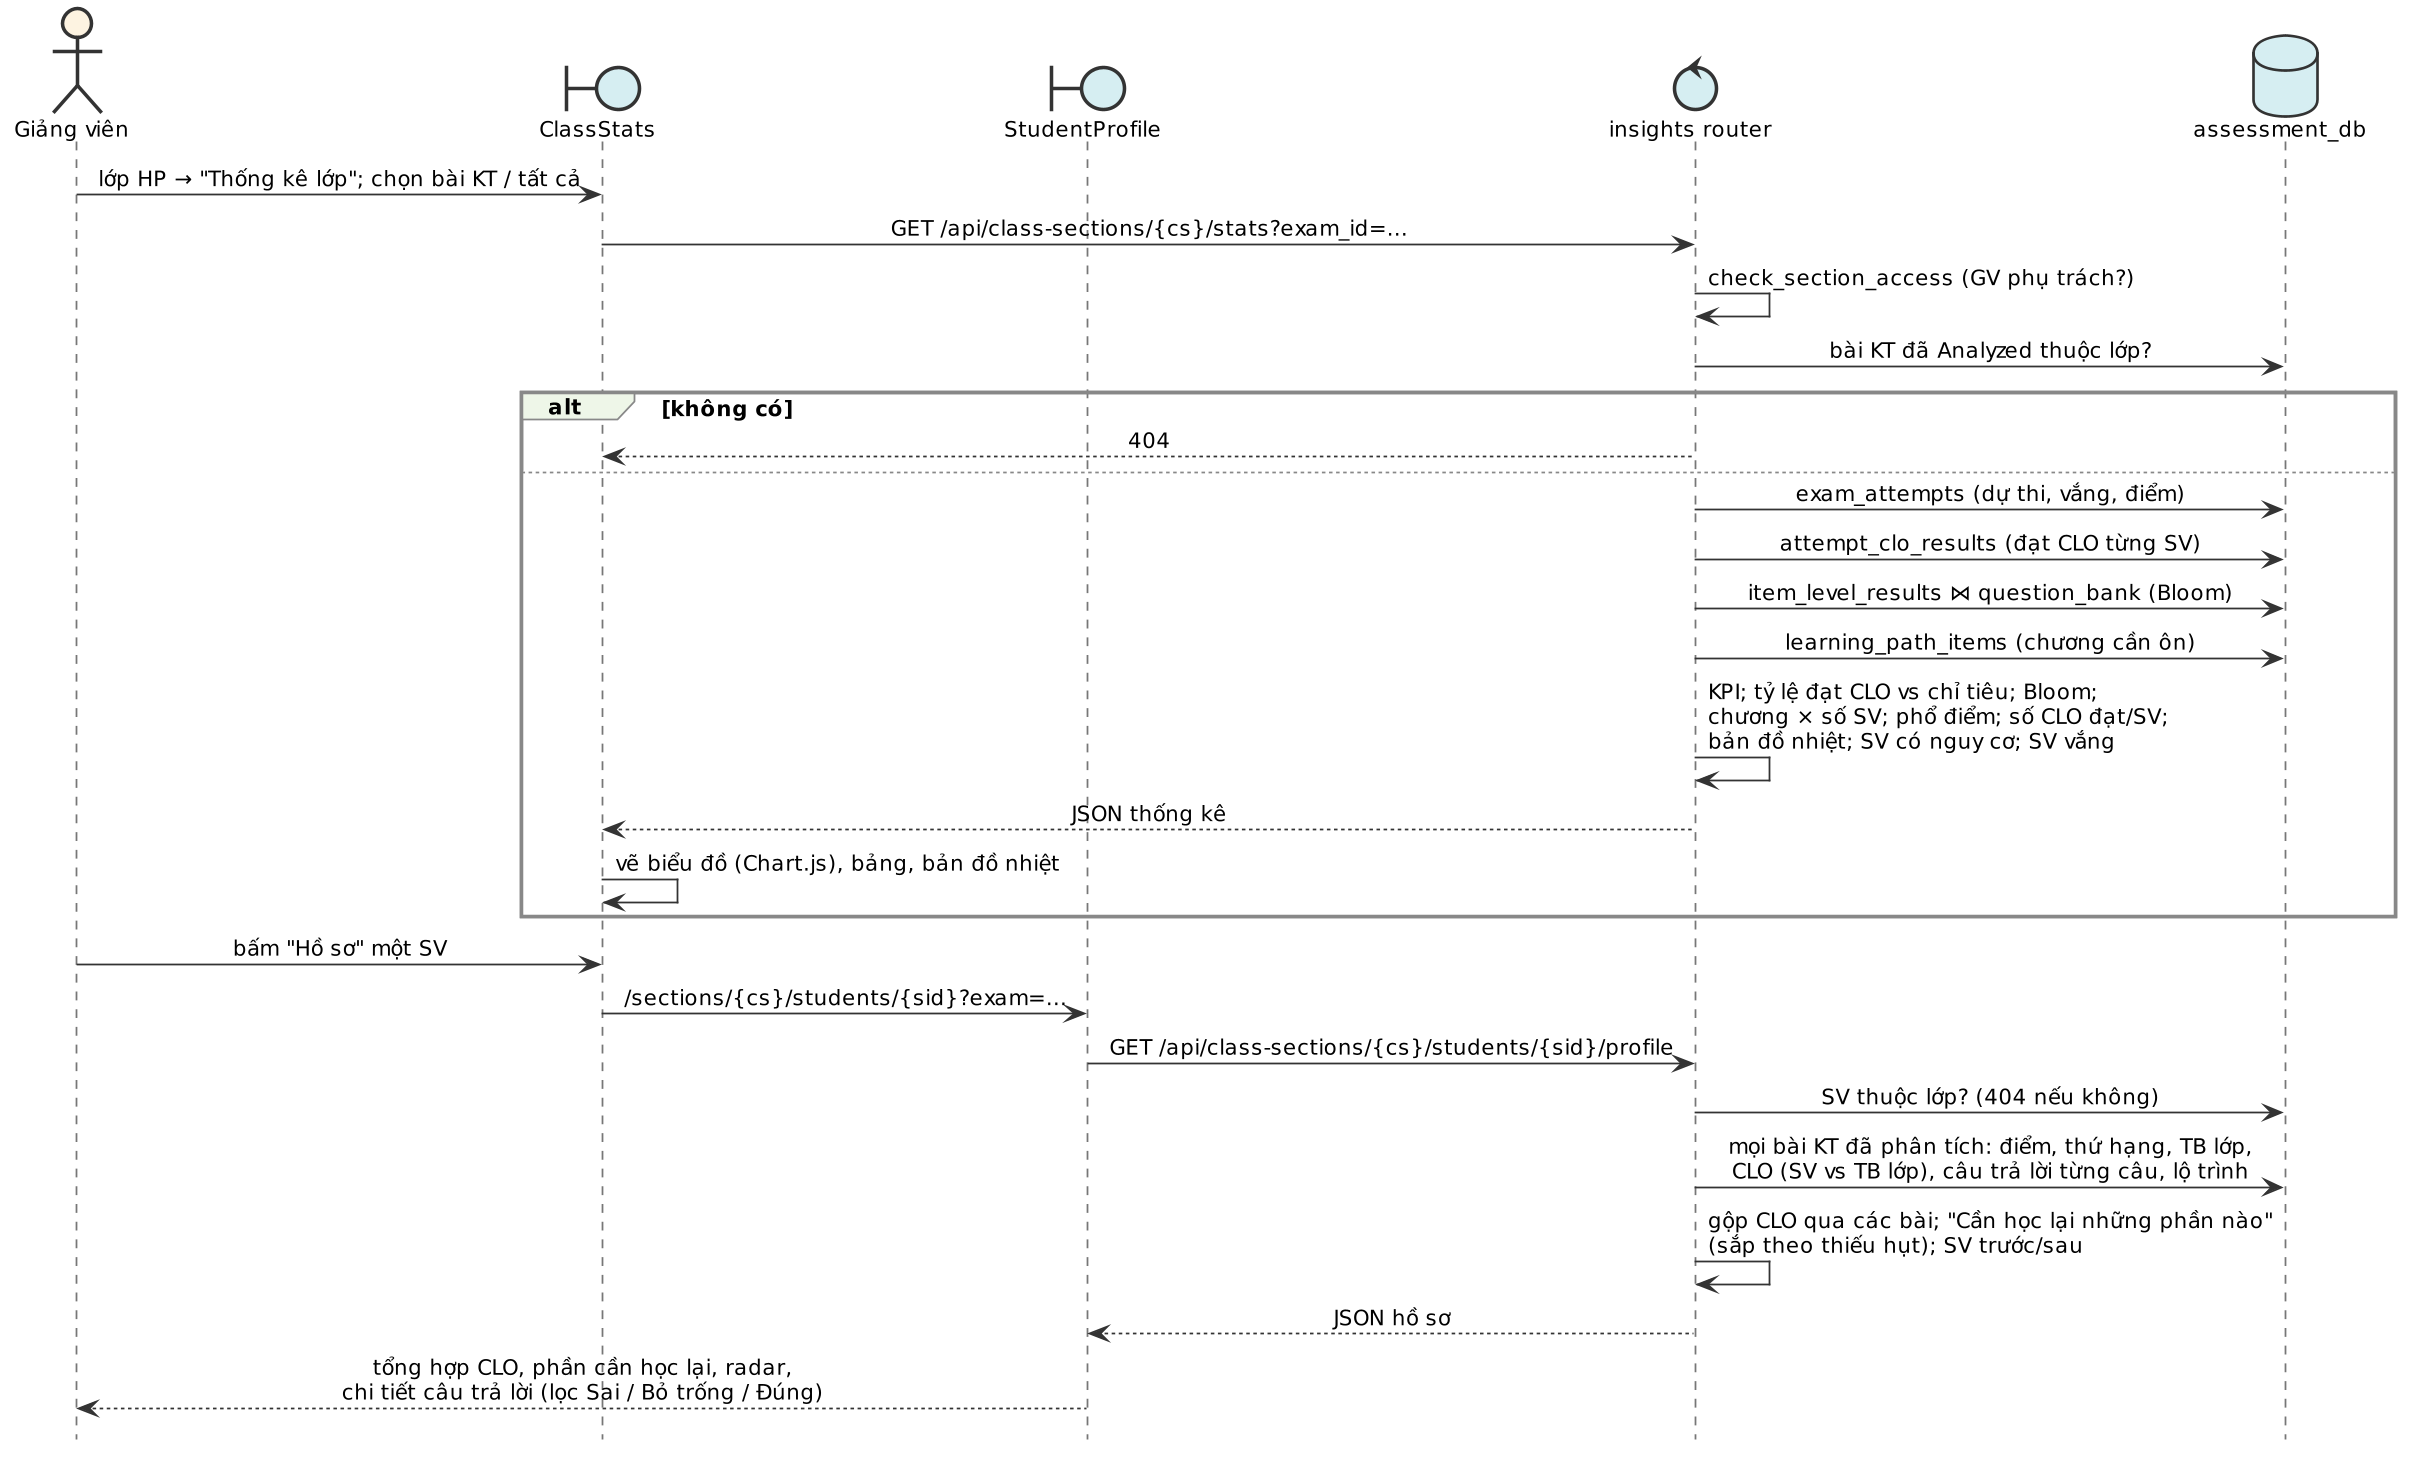 Giảng viên
ClassStats
StudentProfile
insights router
assessment_db
lớp HP → "Thống kê lớp"; chọn bài KT / tất cả
GET /api/class-sections/{cs}/stats?exam_id=...
check_section_access (GV phụ trách?)
bài KT đã Analyzed thuộc lớp?
alt
[không có]
404
exam_attempts (dự thi, vắng, điểm)
attempt_clo_results (đạt CLO từng SV)
item_level_results ⋈ question_bank (Bloom)
learning_path_items (chương cần ôn)
KPI; tỷ lệ đạt CLO vs chỉ tiêu; Bloom;
chương × số SV; phổ điểm; số CLO đạt/SV;
bản đồ nhiệt; SV có nguy cơ; SV vắng
JSON thống kê
vẽ biểu đồ (Chart.js), bảng, bản đồ nhiệt
bấm "Hồ sơ" một SV
/sections/{cs}/students/{sid}?exam=...
GET /api/class-sections/{cs}/students/{sid}/profile
SV thuộc lớp? (404 nếu không)
mọi bài KT đã phân tích: điểm, thứ hạng, TB lớp,
CLO (SV vs TB lớp), câu trả lời từng câu, lộ trình
gộp CLO qua các bài; "Cần học lại những phần nào"
(sắp theo thiếu hụt); SV trước/sau
JSON hồ sơ
tổng hợp CLO, phần cần học lại, radar,
chi tiết câu trả lời (lọc Sai / Bỏ trống / Đúng)